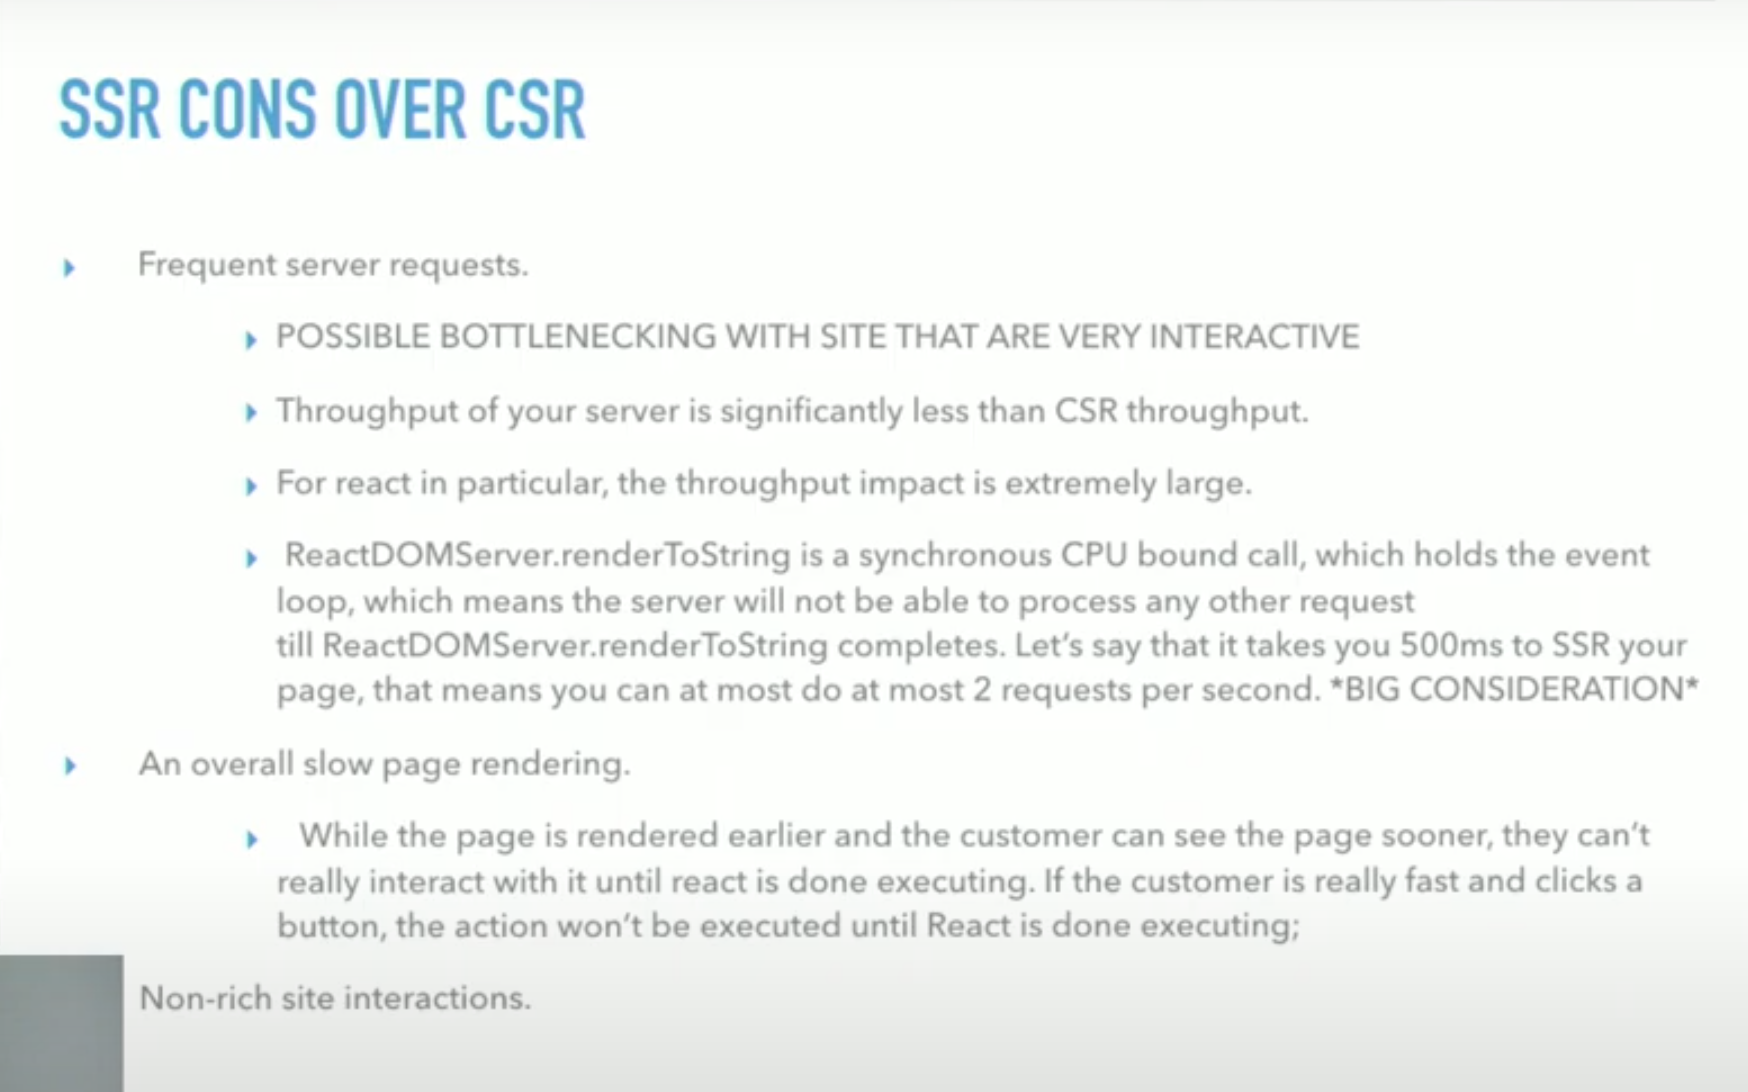 SSR CONS OVER CSR
Frequent server requests.
POSSIBLE BOTTLENECKING WITH SITE THAT ARE VERY INTERACTIVE
Throughput of your server is significantly less than CSR throughput.
For react in particular, the throughput impact is extremely large.
ReactDOMServer.renderToString is a synchronous CPU bound call, which holds the event
loop, which means the server will not be able to process any other request
till ReactDOMServer.renderToString completes. Let’s say that it takes you 500ms to SSR your
page, that means you can at most do at most 2 requests per second. *BIG CONSIDERATION*
An overall slow page rendering.
While the page is rendered earlier and the customer can see the page sooner, they can’t
really interact with it until react is done executing. If the customer is really fast and clicks a
button, the action won’t be executed until React is done executing;
Non-rich site interactions.